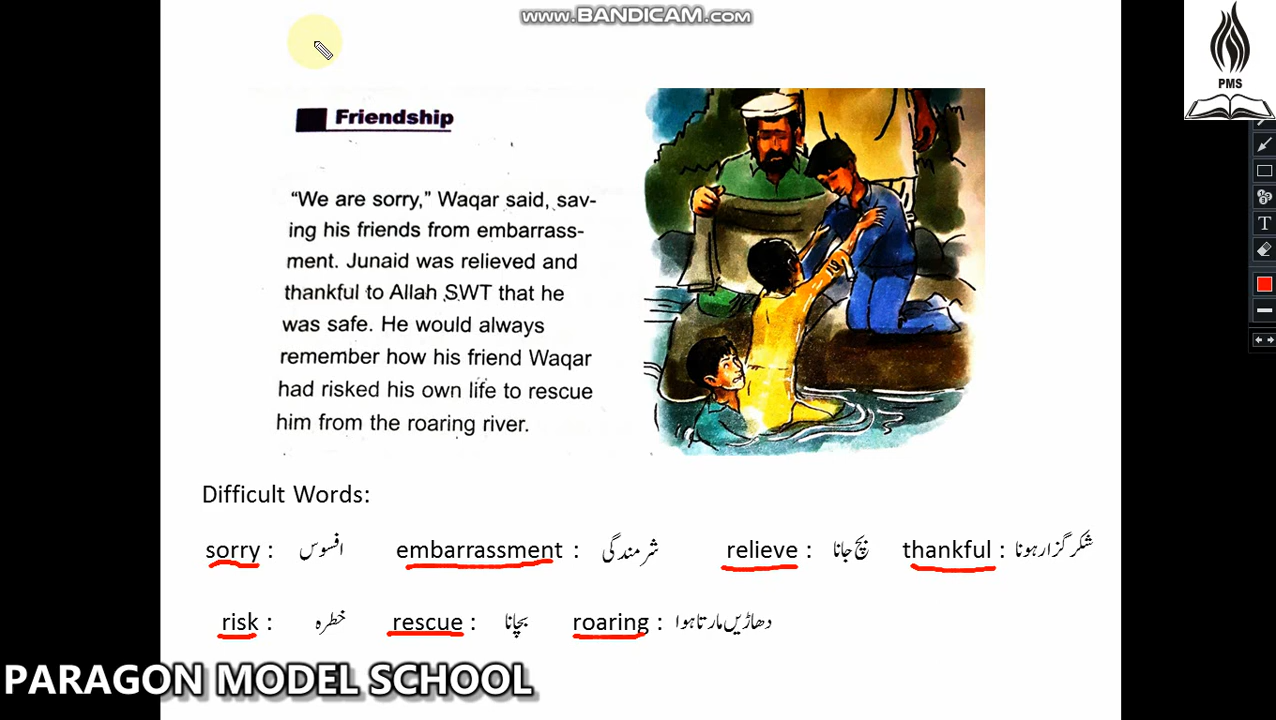 www.BANDICAM.com
PMS
Friendship
"We are sorry," Waqar said, sav-
ing his friends from embarrass-
ment. Junaid was relieved and
thankful to Allah SWT that he
was safe. He would always
remember how his friend Waqar
had risked his own life to rescue
him from the roaring river.
Difficult Words:
sorry : افسوس embarrassment : شرمندگی relieve : بچ جانا thankful : شکر گزار ہونا
risk : خطرہ rescue : بچانا roaring : دھاڑیں مارتا ہوا
PARAGON MODEL SCHOOL